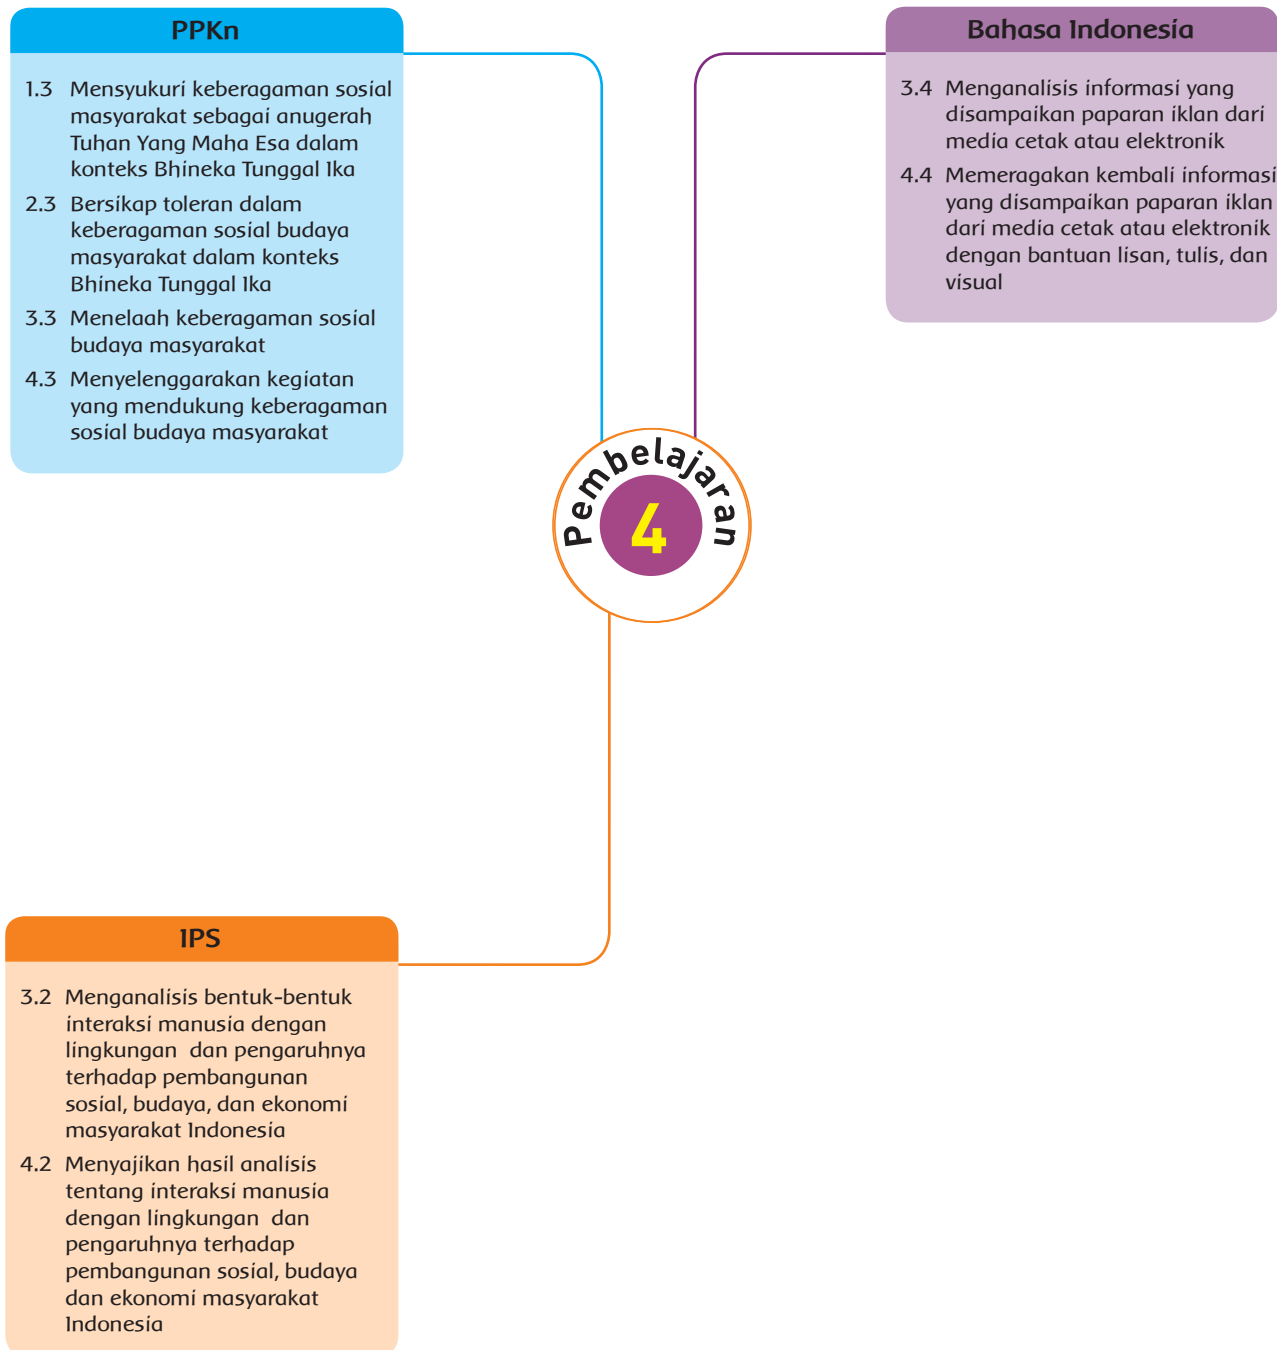 PPKn
1.3 Mensyukuri keberagaman sosial
masyarakat sebagai anugerah
Tuhan Yang Maha Esa dalam
konteks Bhineka Tunggal Ika
2.3 Bersikap toleran dalam
keberagaman sosial budaya
masyarakat dalam konteks
Bhineka Tunggal Ika
3.3 Menelaah keberagaman sosial
budaya masyarakat
4.3 Menyelenggarakan kegiatan
yang mendukung keberagaman
sosial budaya masyarakat
Bahasa Indonesia
3.4 Menganalisis informasi yang
disampaikan paparan iklan dari
media cetak atau elektronik
4.4 Memeragakan kembali informasi
yang disampaikan paparan iklan
dari media cetak atau elektronik
dengan bantuan lisan, tulis, dan
visual
Pembelajaran
4
IPS
3.2 Menganalisis bentuk-bentuk
interaksi manusia dengan
lingkungan dan pengaruhnya
terhadap pembangunan
sosial, budaya, dan ekonomi
masyarakat Indonesia
4.2 Menyajikan hasil analisis
tentang interaksi manusia
dengan lingkungan dan
pengaruhnya terhadap
pembangunan sosial, budaya
dan ekonomi masyarakat
Indonesia